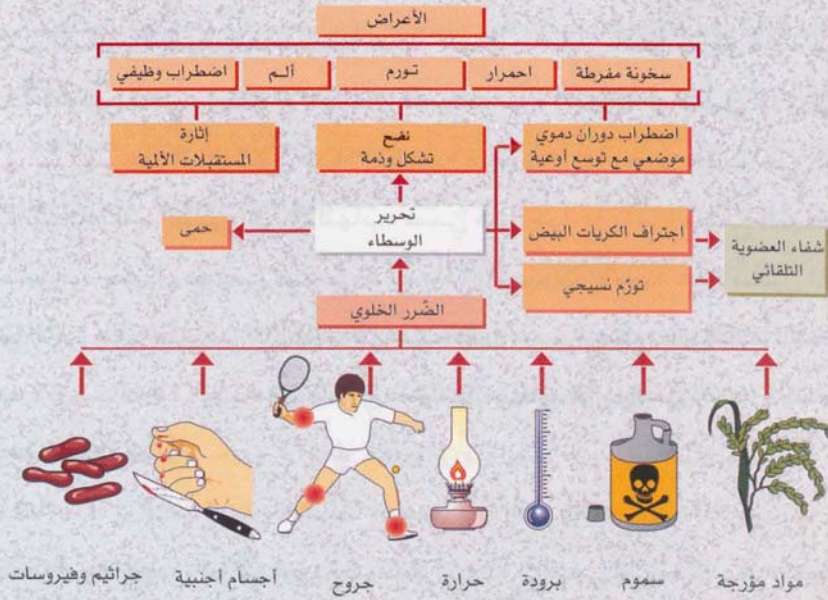 الأعراض
سخونة مفرطة
احمرار
تورم
ألم
اضطراب وظيفي
اضطراب دوران دموي
موضعي مع توسع أوعية
نضح
تشكل وذمة
إثارة
المستقبلات الألمية
تحرير
الوسطاء
حمى
اجتراف الكريات البيض
تورّم نسيجي
شفاء العضوية
التلقائي
الضّرر الخلوي
مواد مؤرجة
سموم
برودة
حرارة
جروح
أجسام أجنبية
جراثيم وفيروسات